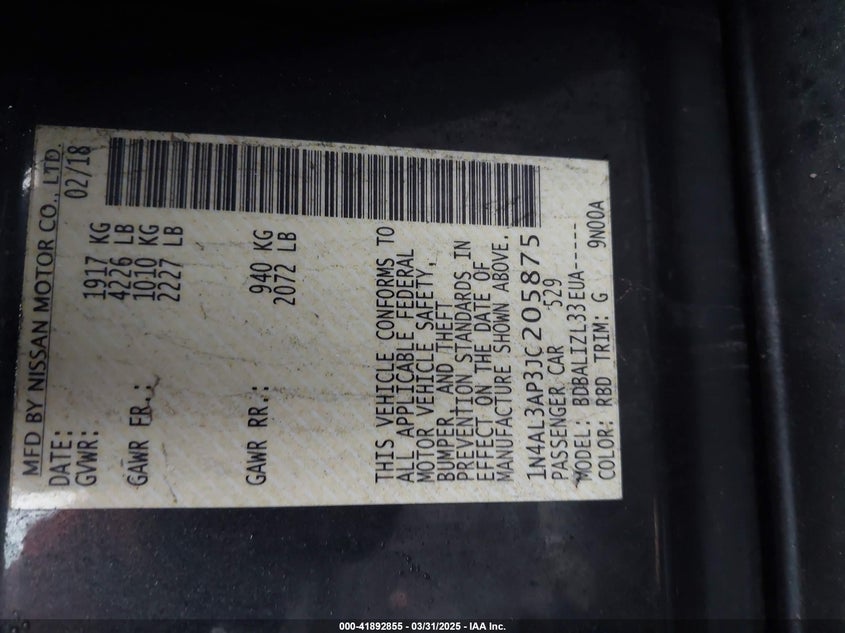 MFD BY NISSAN MOTOR CO., LTD.
DATE: 02/18
GVWR: 1917 KG
4226 LB
GAWR FR.: 1010 KG
2227 LB
GAWR RR.: 940 KG
2072 LB
THIS VEHICLE CONFORMS TO
ALL APPLICABLE FEDERAL
MOTOR VEHICLE SAFETY,
BUMPER, AND THEFT
PREVENTION STANDARDS IN
EFFECT ON THE DATE OF
MANUFACTURE SHOWN ABOVE.
1N4AL3AP3JC205875
PASSENGER CAR 529
MODEL: BDBALIZL33EUA-----
COLOR: RBD TRIM: G 9N00A
000-41892855 - 03/31/2025 - IAA Inc.